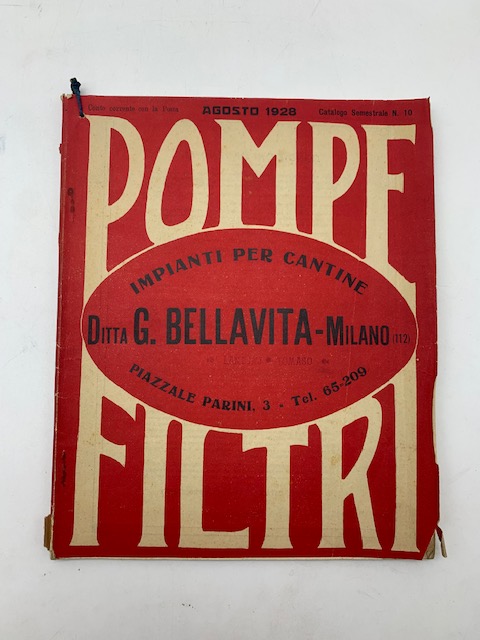 Conto corrente con la Posta
AGOSTO 1928
Catalogo Semestrale N. 10
POMPE
IMPIANTI PER CANTINE
DITTA G. BELLAVITA - MILANO (112)
PIAZZALE PARINI, 3 - Tel. 65-209
FILTRI